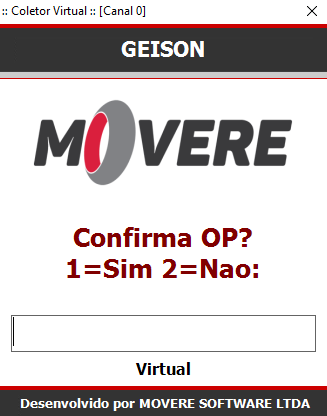 :: Coletor Virtual :: [Canal 0]
GEISON
MOVERE
Confirma OP?
1=Sim 2=Nao:
Virtual
Desenvolvido por MOVERE SOFTWARE LTDA